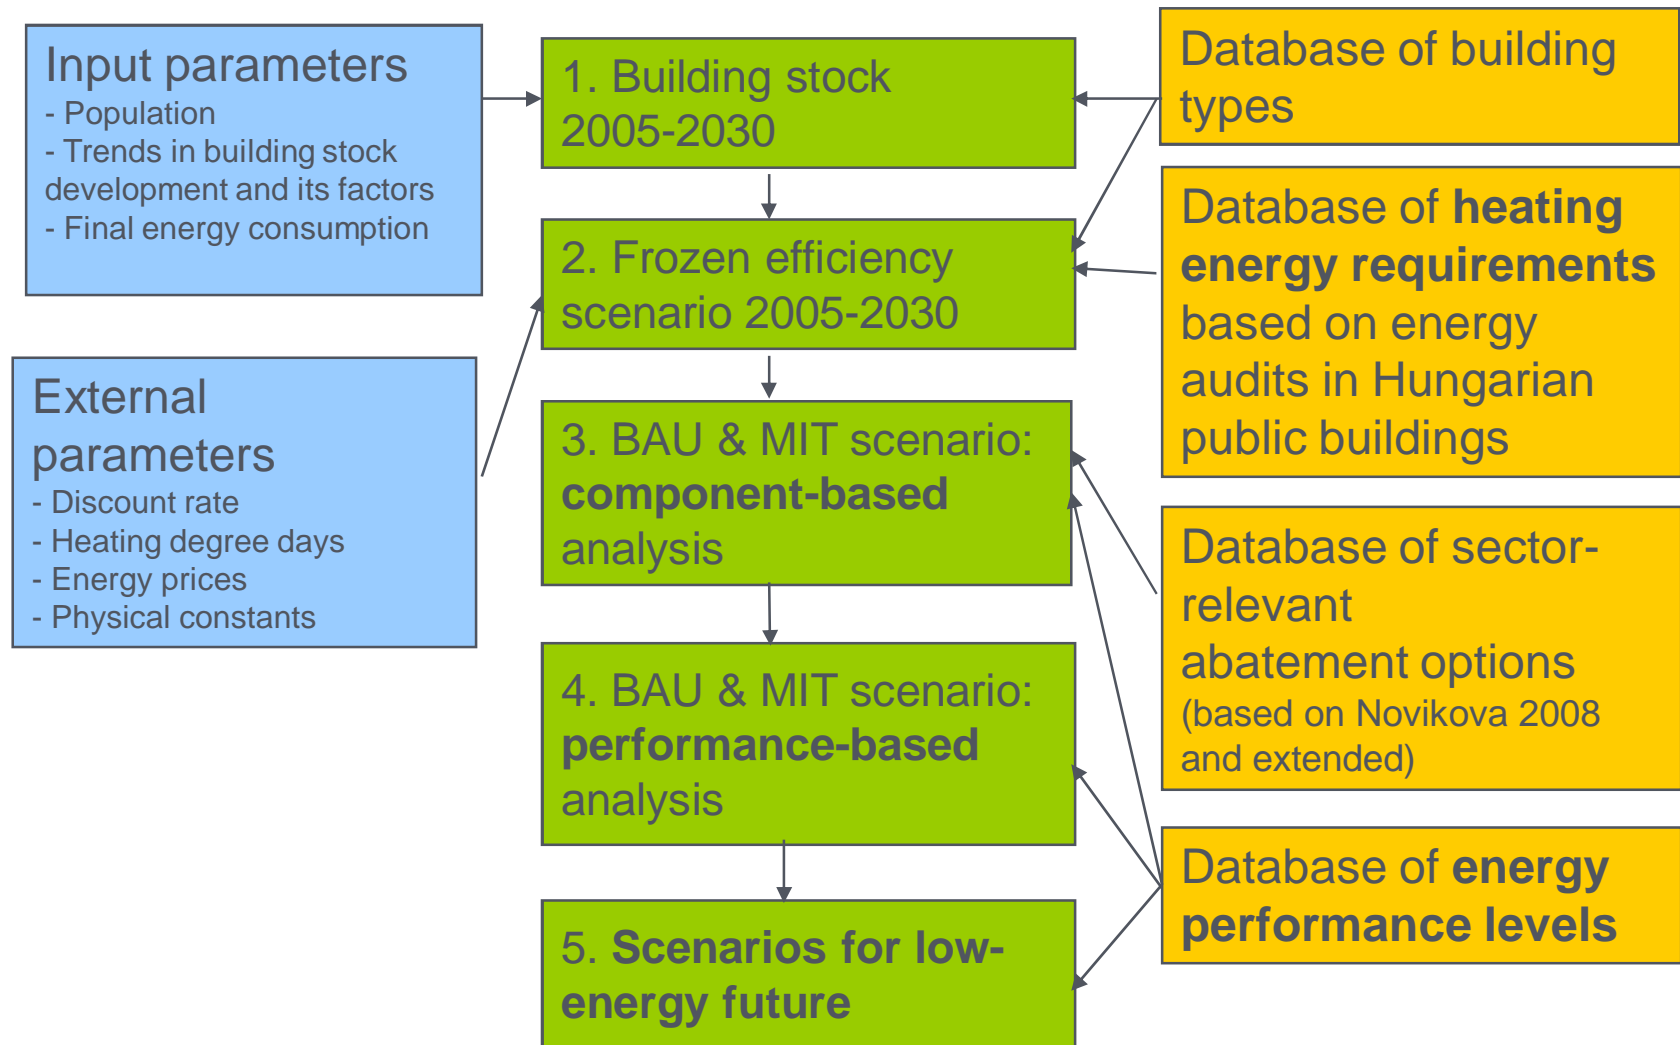 Input parameters
- Population
- Trends in building stock
development and its factors
- Final energy consumption
External
parameters
- Discount rate
- Heating degree days
- Energy prices
- Physical constants
1. Building stock
2005-2030
2. Frozen efficiency
scenario 2005-2030
3. BAU & MIT scenario:
component-based
analysis
4. BAU & MIT scenario:
performance-based
analysis
5. Scenarios for low-
energy future
Database of building
types
Database of heating
energy requirements
based on energy
audits in Hungarian
public buildings
Database of sector-
relevant
abatement options
(based on Novikova 2008
and extended)
Database of energy
performance levels